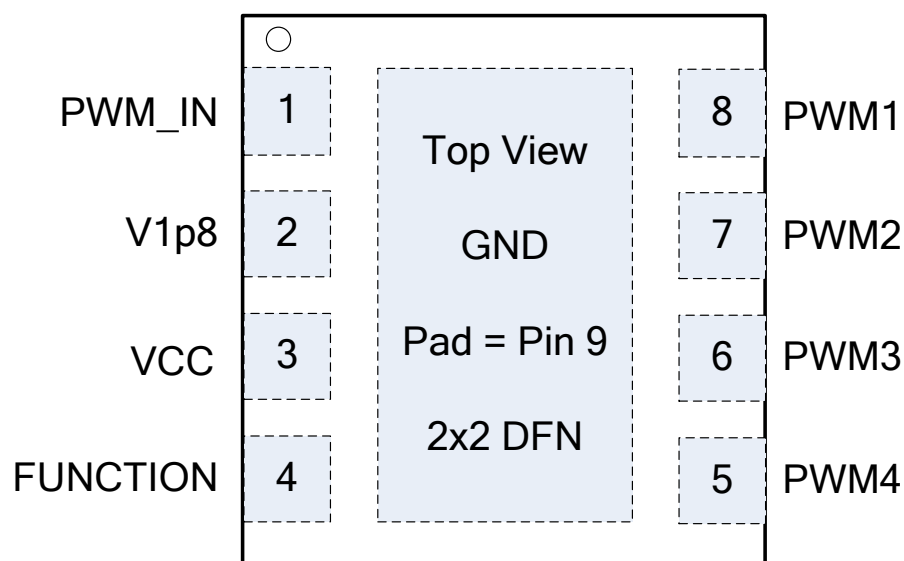 PWM_IN 1 8 PWM1
Top View
V1p8 2 GND 7 PWM2
VCC 3 Pad = Pin 9 6 PWM3
2x2 DFN
FUNCTION 4 5 PWM4